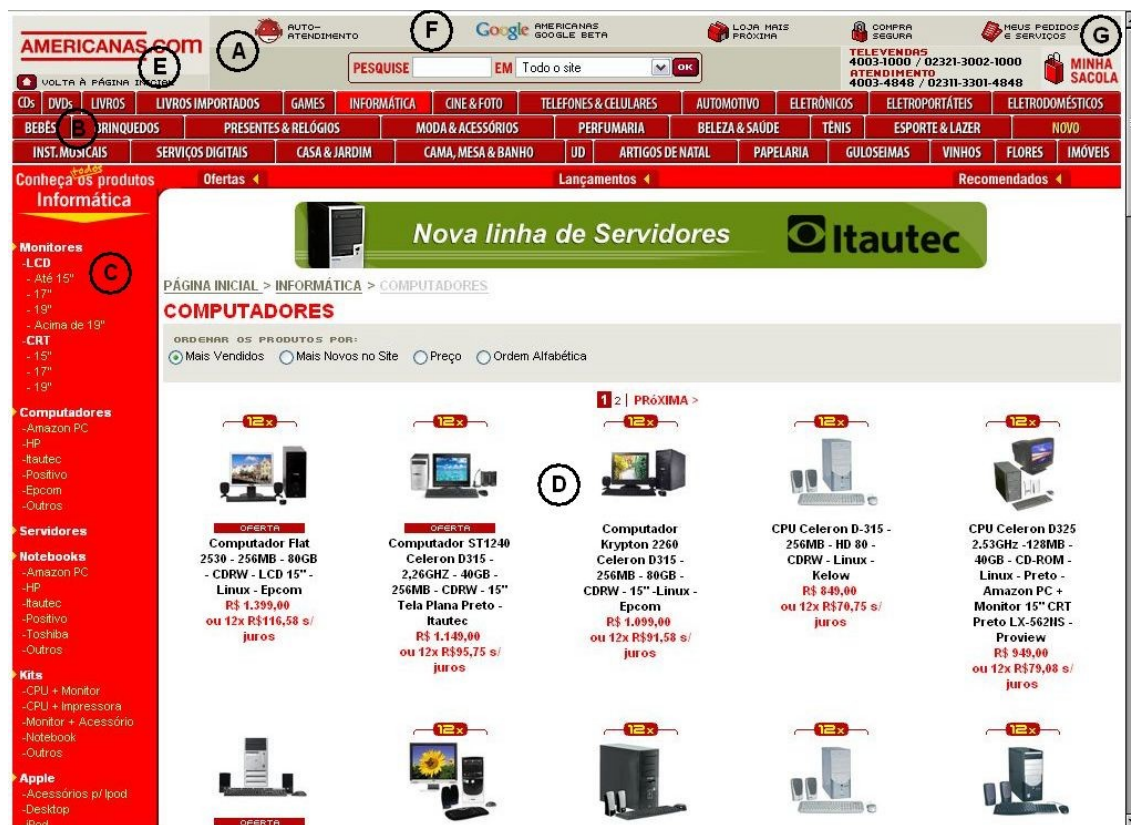 AUTO-
ATENDIMENTO
F
Google AMERICANAS
GOOGLE BETA
LOJA MAIS
PRÓXIMA
COMPRA
SEGURA
MEUS PEDIDOS
E SERVIÇOS
G
AMERICANAS.com
A
E
VOLTA À PÁGINA INICIAL
PESQUISE EM Todo o site OK
TELEVENDAS
4003-1000 / 02321-3002-1000
ATENDIMENTO
4003-4848 / 02311-3301-4848
MINHA
SACOLA
CDs DVDs LIVROS LIVROS IMPORTADOS GAMES INFORMÁTICA CINE & FOTO TELEFONES & CELULARES AUTOMOTIVO ELETRÔNICOS ELETROPORTÁTEIS ELETRODOMÉSTICOS
BEBÊS B BRINQUEDOS PRESENTES & RELÓGIOS MODA & ACESSÓRIOS PERFUMARIA BELEZA & SAÚDE TÊNIS ESPORTE & LAZER NOVO
INST. MUSICAIS SERVIÇOS DIGITAIS CASA & JARDIM CAMA, MESA & BANHO UD ARTIGOS DE NATAL PAPELARIA GULOSEIMAS VINHOS FLORES IMÓVEIS
Conheça todos os produtos
Informática
Ofertas Lançamentos Recomendados
Monitores
-LCD
- Até 15"
- 17"
- 19"
- Acima de 19"
-CRT
- 15"
- 17"
- 19"
C
Computadores
-Amazon PC
-HP
-Itautec
-Positivo
-Epcom
-Outros
Servidores
Notebooks
-Amazon PC
-HP
-Itautec
-Positivo
-Toshiba
-Outros
Kits
-CPU + Monitor
-CPU + Impressora
-Monitor + Acessório
-Notebook
-Outros
Apple
-Acessórios p/ Ipod
-Desktop
-iPod
Nova linha de Servidores Itautec
PÁGINA INICIAL > INFORMÁTICA > COMPUTADORES
COMPUTADORES
ORDENAR OS PRODUTOS POR:
Mais Vendidos Mais Novos no Site Preço Ordem Alfabética
1 2 | PRÓXIMA >
12x 12x 12x 12x 12x
D
OFERTA
Computador Flat
2530 - 256MB - 80GB
- CDRW - LCD 15" -
Linux - Epcom
R$ 1.399,00
ou 12x R$116,58 s/
juros
OFERTA
Computador ST1240
Celeron D315 -
2,26GHZ - 40GB -
256MB - CDRW - 15"
Tela Plana Preto -
Itautec
R$ 1.149,00
ou 12x R$95,75 s/
juros
Computador
Krypton 2260
Celeron D315 -
256MB - 80GB -
CDRW - 15" -Linux -
Epcom
R$ 1.099,00
ou 12x R$91,58 s/
juros
CPU Celeron D-315 -
256MB - HD 80 -
CDRW - Linux -
Kelow
R$ 849,00
ou 12x R$70,75 s/
juros
CPU Celeron D325
2.53GHz -128MB -
40GB - CD-ROM -
Linux - Preto -
Amazon PC +
Monitor 15" CRT
Preto LX-562NS -
Proview
R$ 949,00
ou 12x R$79,08 s/
juros
12x 12x 12x 12x
OFERTA